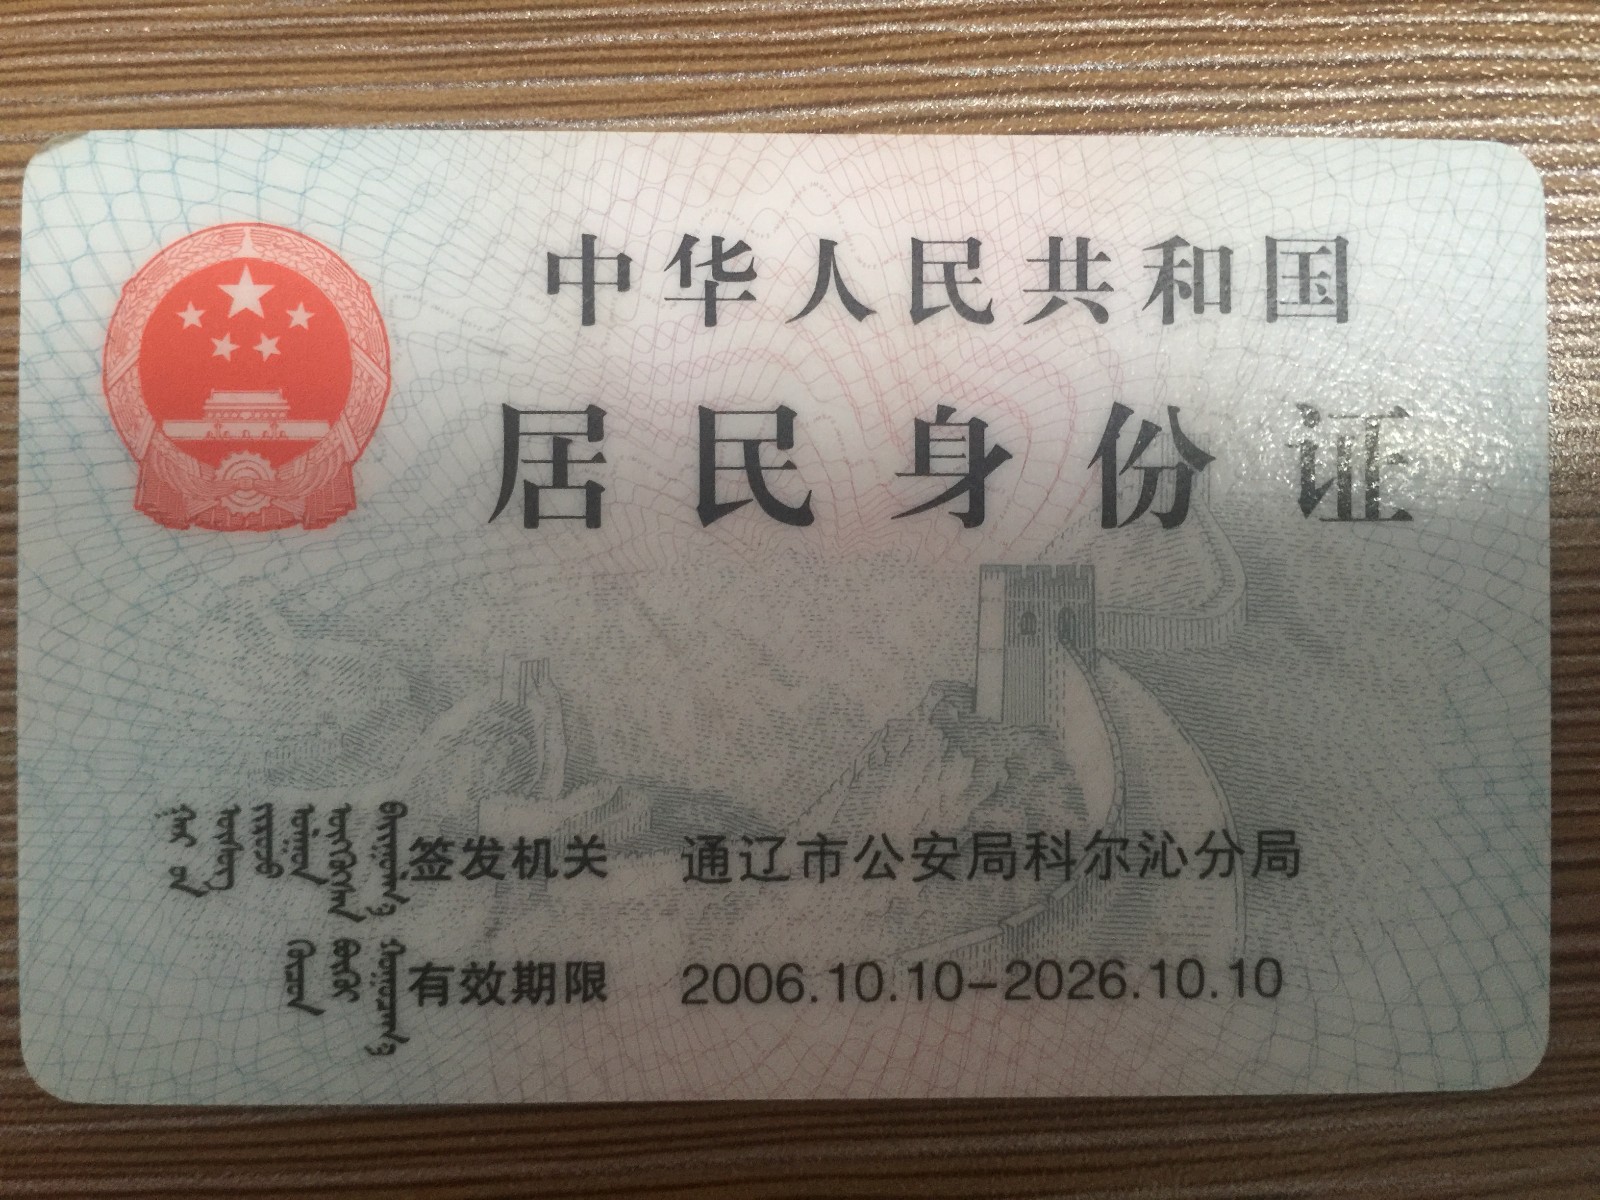 中华人民共和国
居民身份证
签发机关 通辽市公安局科尔沁分局
有效期限 2006.10.10-2026.10.10